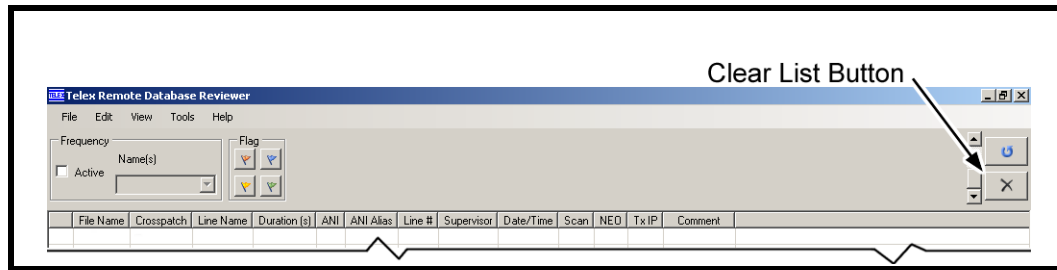 Clear List Button
TELEX Telex Remote Database Reviewer
File Edit View Tools Help
Frequency Flag
Name(s)
Active
File Name Crosspatch Line Name Duration (s) ANI ANI Alias Line # Supervisor Date/Time Scan NEO Tx IP Comment